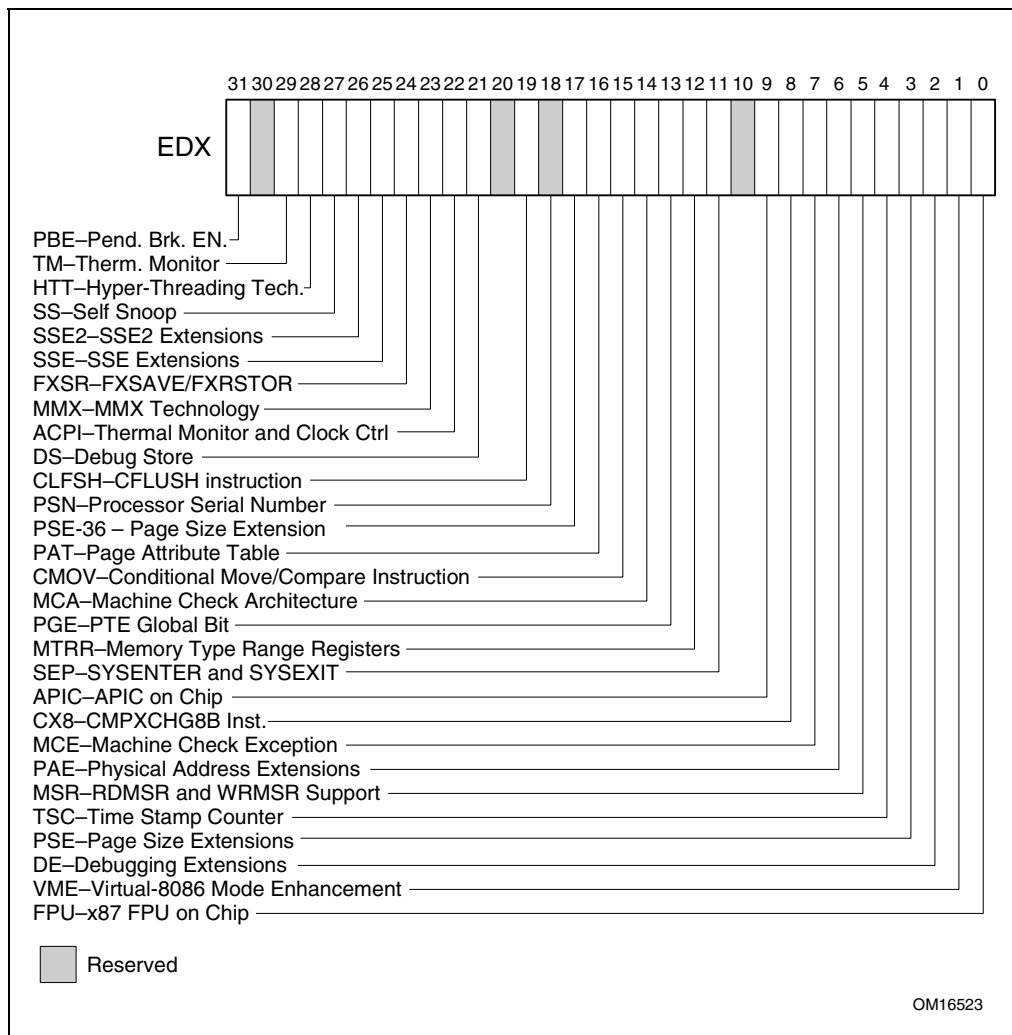 31 30 29 28 27 26 25 24 23 22 21 20 19 18 17 16 15 14 13 12 11 10 9 8 7 6 5 4 3 2 1 0
EDX
PBE–Pend. Brk. EN.
TM–Therm. Monitor
HTT–Hyper-Threading Tech.
SS–Self Snoop
SSE2–SSE2 Extensions
SSE–SSE Extensions
FXSR–FXSAVE/FXRSTOR
MMX–MMX Technology
ACPI–Thermal Monitor and Clock Ctrl
DS–Debug Store
CLFSH–CFLUSH instruction
PSN–Processor Serial Number
PSE-36 – Page Size Extension
PAT–Page Attribute Table
CMOV–Conditional Move/Compare Instruction
MCA–Machine Check Architecture
PGE–PTE Global Bit
MTRR–Memory Type Range Registers
SEP–SYSENTER and SYSEXIT
APIC–APIC on Chip
CX8–CMPXCHG8B Inst.
MCE–Machine Check Exception
PAE–Physical Address Extensions
MSR–RDMSR and WRMSR Support
TSC–Time Stamp Counter
PSE–Page Size Extensions
DE–Debugging Extensions
VME–Virtual-8086 Mode Enhancement
FPU–x87 FPU on Chip
Reserved
OM16523